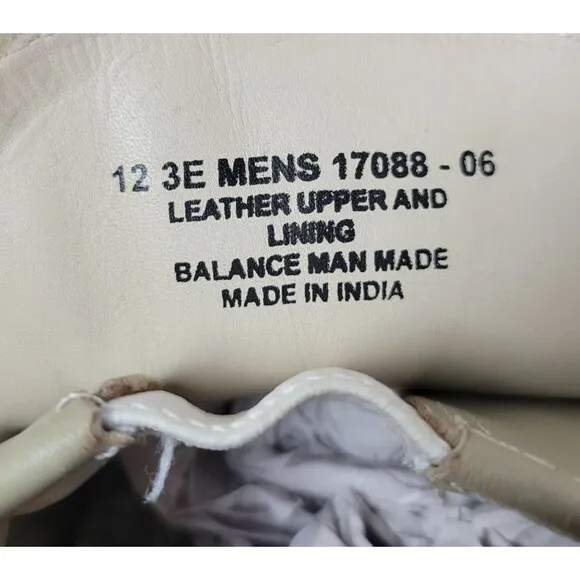 12 3E MENS 17088 - 06
LEATHER UPPER AND
LINING
BALANCE MAN MADE
MADE IN INDIA